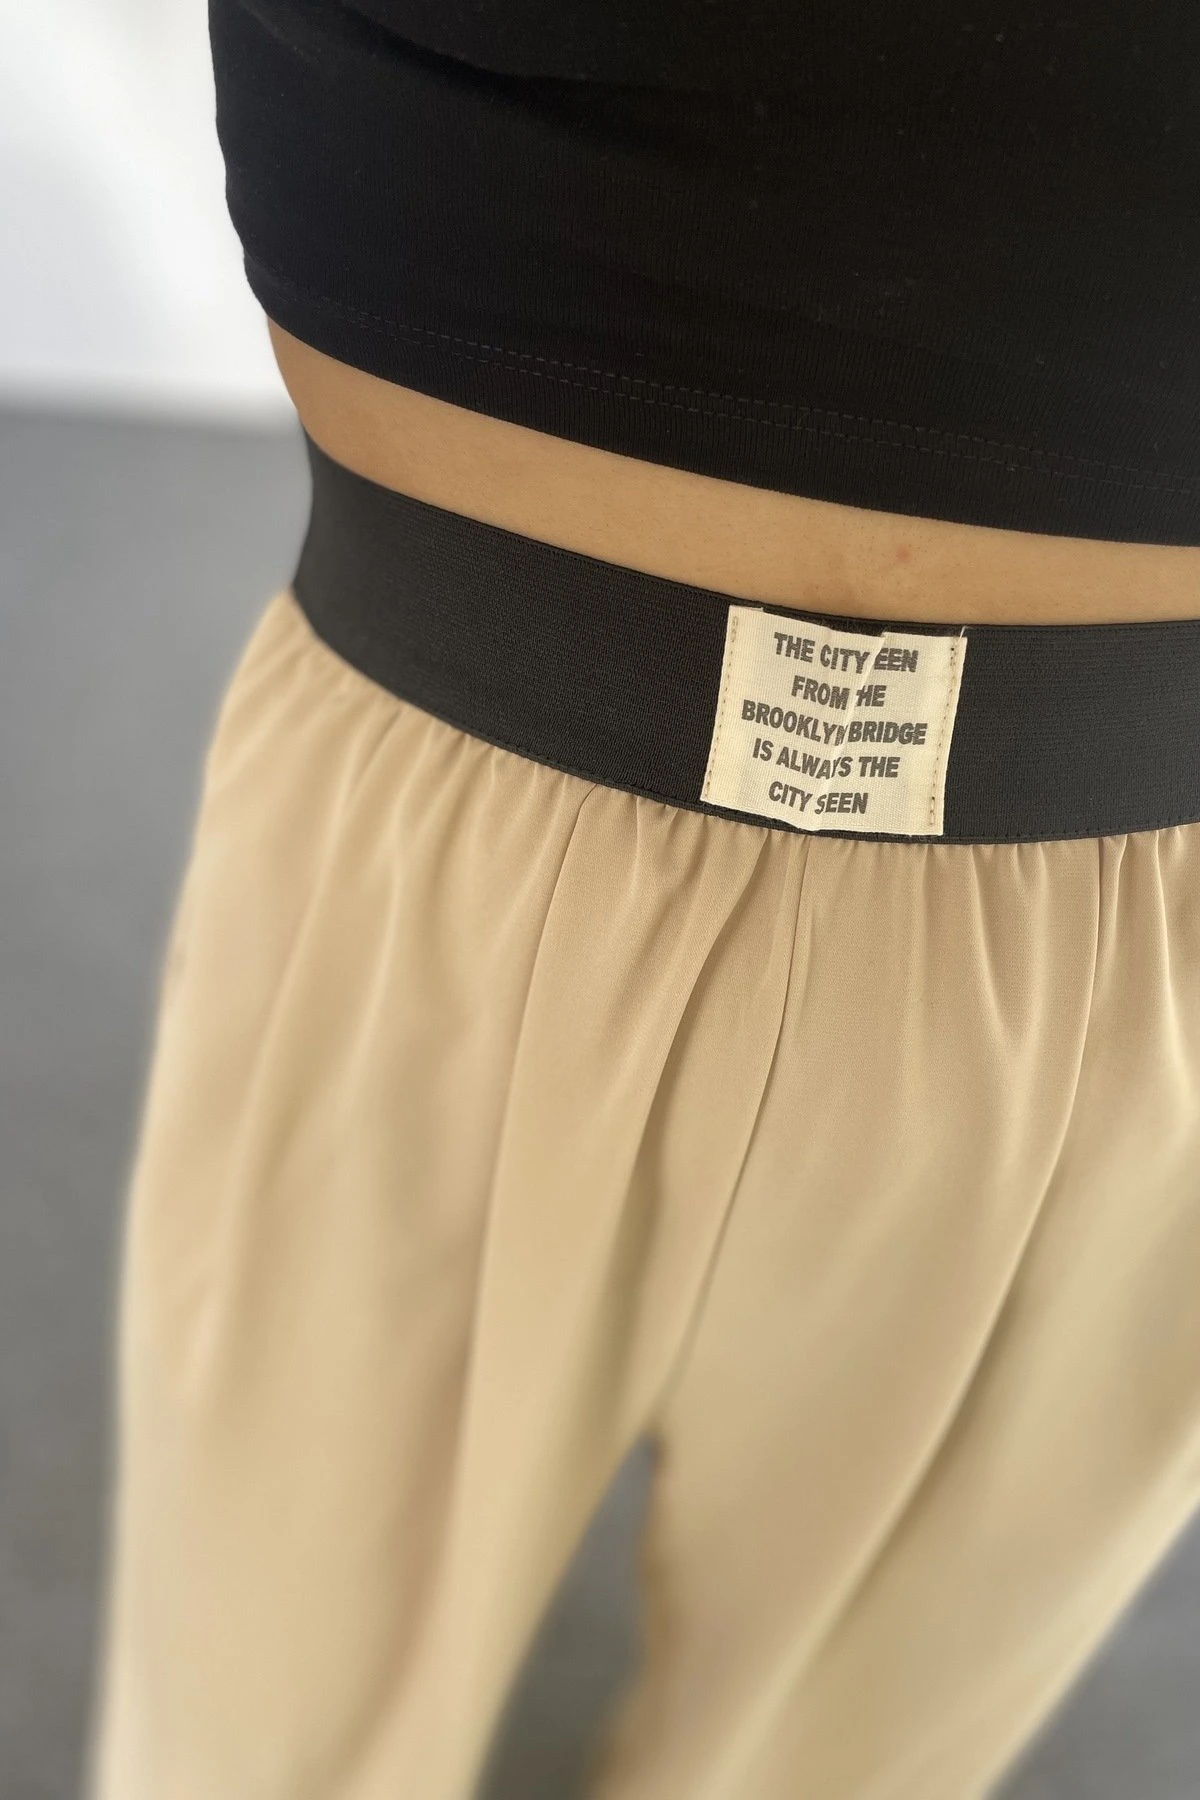 THE CITY SEEN
FROM THE
BROOKLYN BRIDGE
IS ALWAYS THE
CITY SEEN